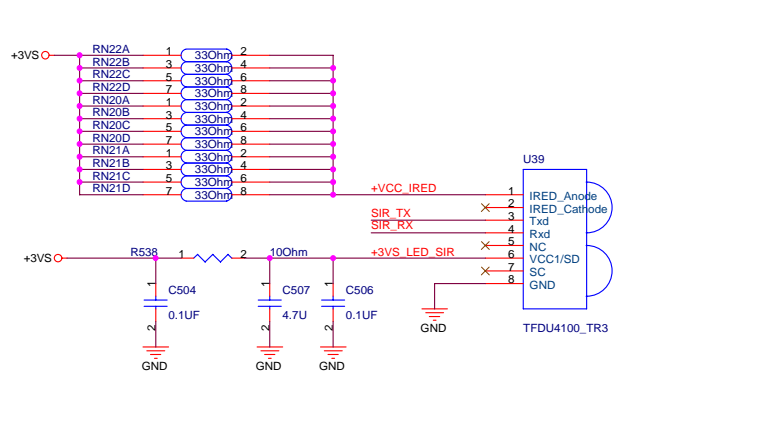 +3VS
RN22A 1 33Ohm 2
RN22B 3 33Ohm 4
RN22C 5 33Ohm 6
RN22D 7 33Ohm 8
RN20A 1 33Ohm 2
RN20B 3 33Ohm 4
RN20C 5 33Ohm 6
RN20D 7 33Ohm 8
RN21A 1 33Ohm 2
RN21B 3 33Ohm 4
RN21C 5 33Ohm 6
RN21D 7 33Ohm 8
U39
+VCC_IRED 1 IRED_Anode
2 IRED_Cathode
SIR_TX 3 Txd
SIR_RX 4 Rxd
5 NC
+3VS_LED_SIR 6 VCC1/SD
7 SC
8 GND
TFDU4100_TR3
GND
+3VS R538 1 2 10Ohm
1 C504 2 0.1UF
GND
1 C507 2 4.7U
GND
1 C506 2 0.1UF
GND